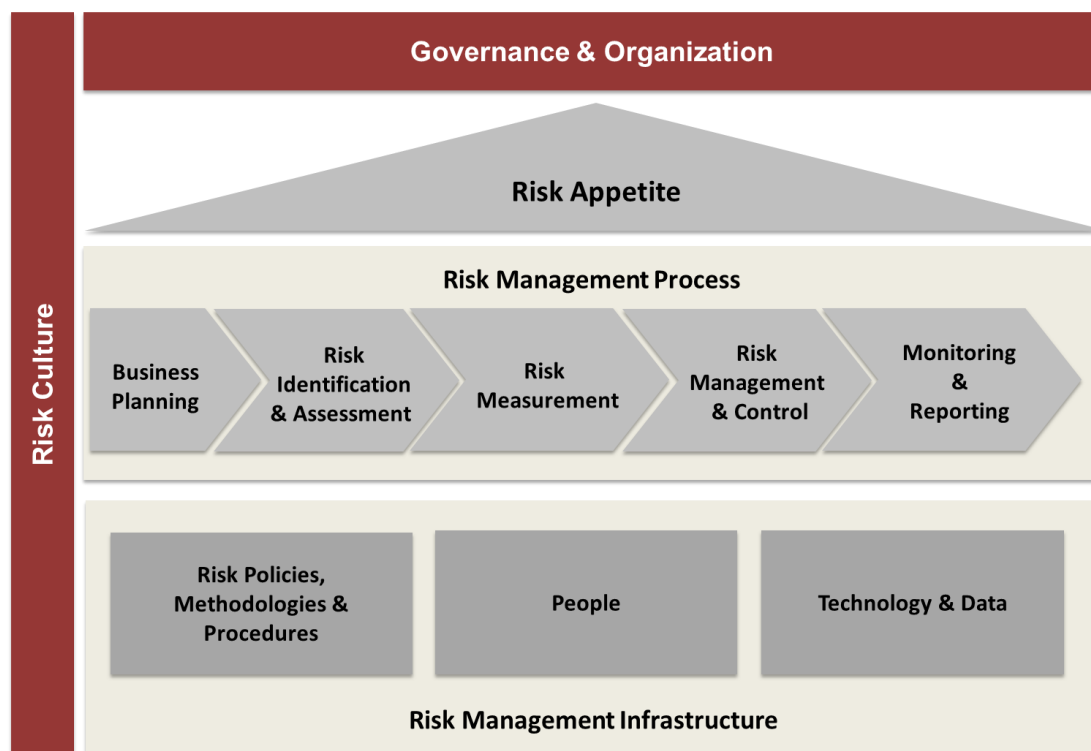 Governance & Organization
Risk Culture
Risk Appetite
Risk Management Process
Business
Planning
Risk
Identification
& Assessment
Risk
Measurement
Risk
Management
& Control
Monitoring
&
Reporting
Risk Policies,
Methodologies &
Procedures
People
Technology & Data
Risk Management Infrastructure